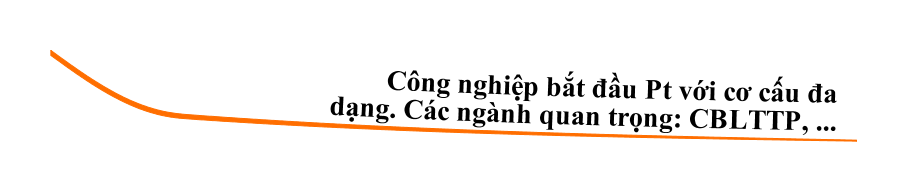 Công nghiệp bắt đầu Pt với cơ cấu đa
dạng. Các ngành quan trọng: CBLTTP, ...